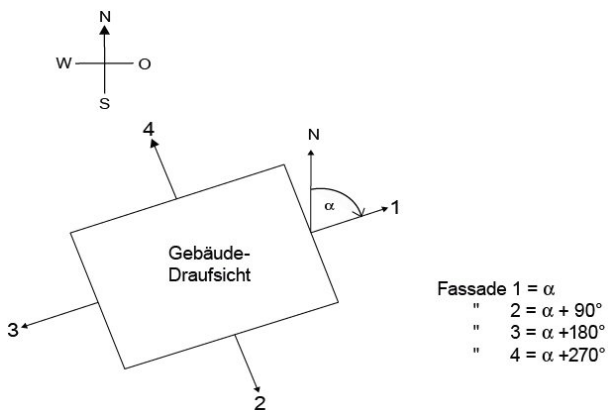 N
W O
S
4
N
α
1
Gebäude-
Draufsicht
3
2
Fassade 1 = α
" 2 = α + 90°
" 3 = α +180°
" 4 = α +270°